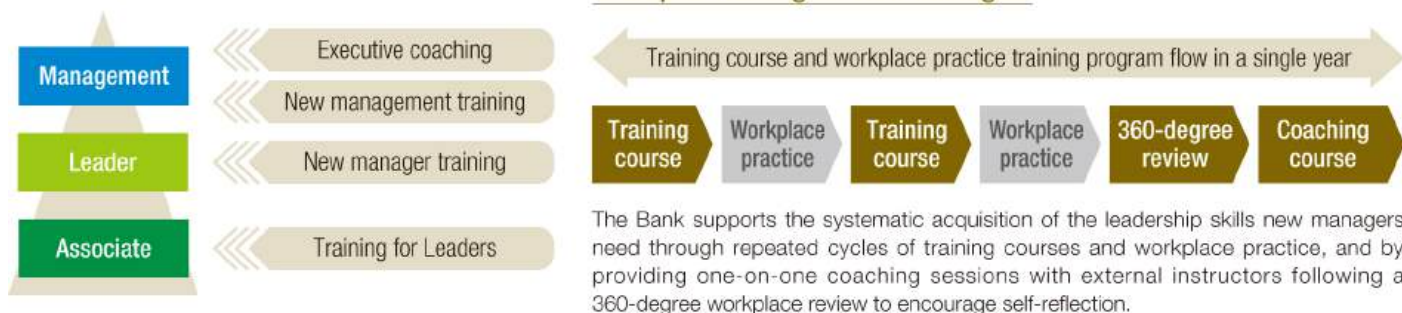 Management
Leader
Associate
Executive coaching
New management training
New manager training
Training for Leaders
Training course and workplace practice training program flow in a single year
Training
course
Workplace
practice
Training
course
Workplace
practice
360-degree
review
Coaching
course
The Bank supports the systematic acquisition of the leadership skills new managers
need through repeated cycles of training courses and workplace practice, and by
providing one-on-one coaching sessions with external instructors following a
360-degree workplace review to encourage self-reflection.